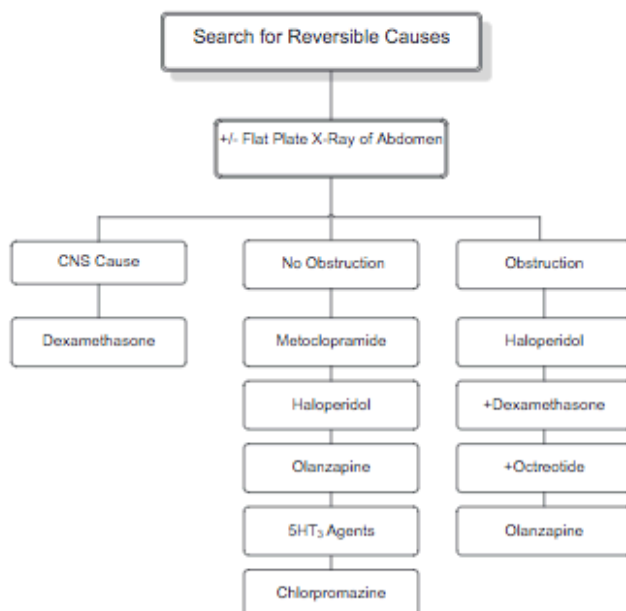 Search for Reversible Causes
+/- Flat Plate X-Ray of Abdomen
CNS Cause
No Obstruction
Obstruction
Dexamethasone
Metoclopramide
Haloperidol
Haloperidol
+Dexamethasone
Olanzapine
+Octreotide
5HT₃ Agents
Olanzapine
Chlorpromazine